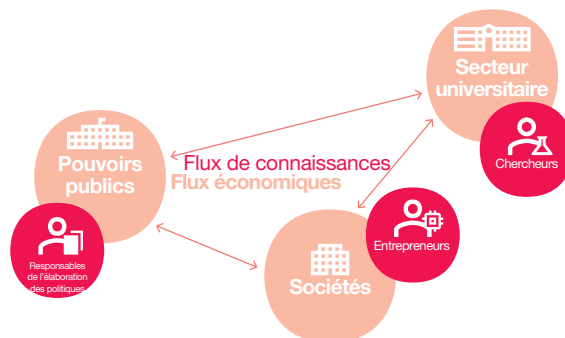 Secteur
universitaire
Chercheurs
Pouvoirs
publics
Flux de connaissances
Flux économiques
Responsables
de l'élaboration
des politiques
Entrepreneurs
Sociétés